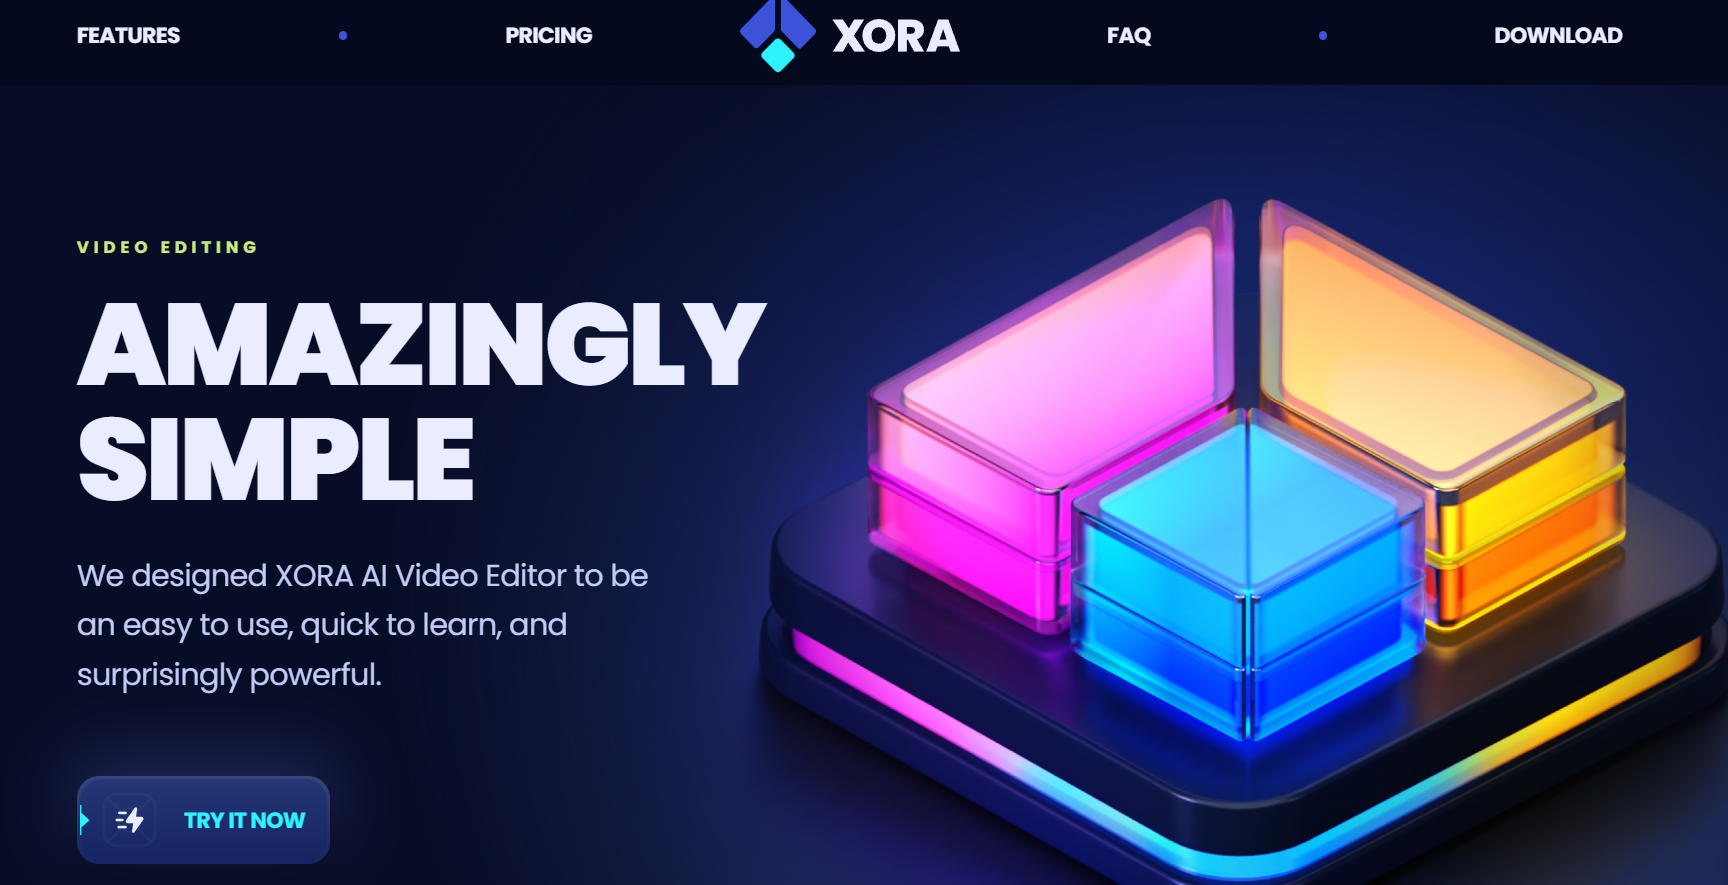 FEATURES
PRICING
XORA
FAQ
DOWNLOAD
VIDEO EDITING
AMAZINGLY
SIMPLE
We designed XORA AI Video Editor to be
an easy to use, quick to learn, and
surprisingly powerful.
TRY IT NOW